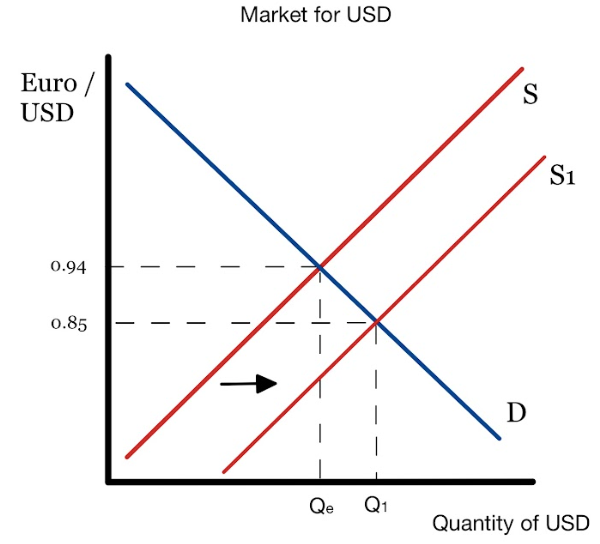 Market for USD
Euro /
USD
S
S1
0.94
0.85
D
Qe
Q1
Quantity of USD